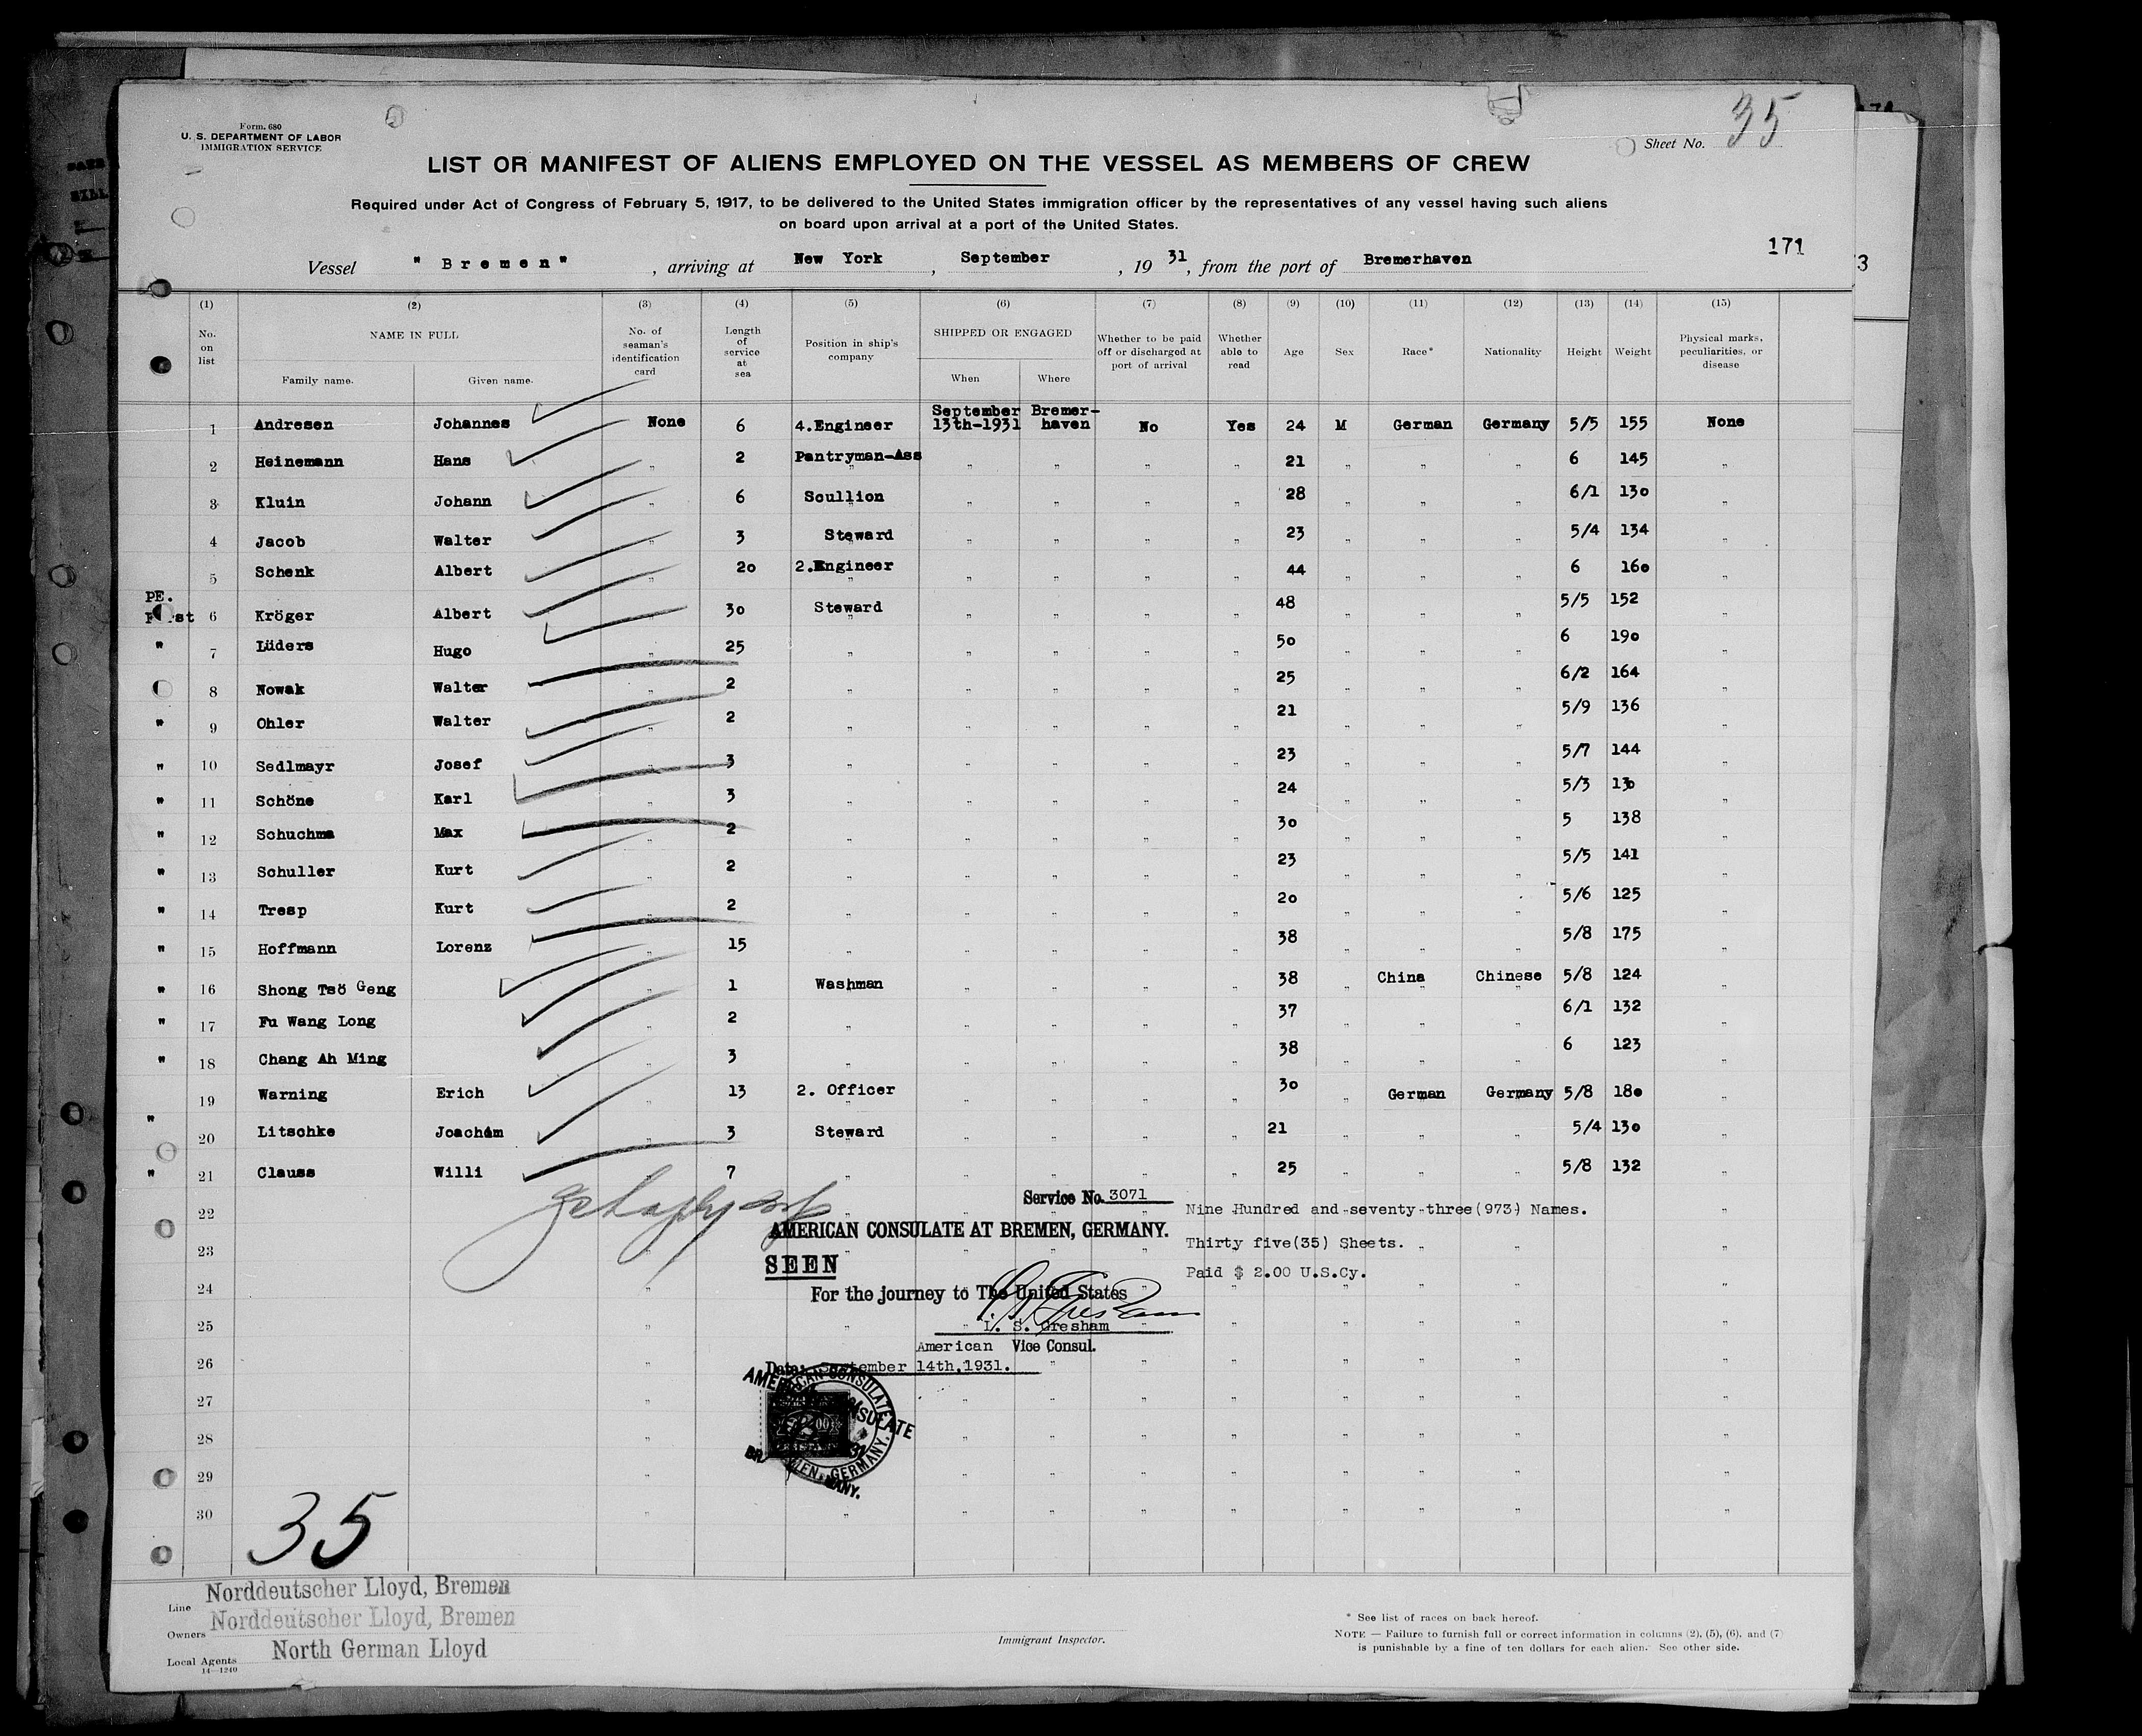 Form. 680
U. S. DEPARTMENT OF LABOR
IMMIGRATION SERVICE
Sheet No. 35
LIST OR MANIFEST OF ALIENS EMPLOYED ON THE VESSEL AS MEMBERS OF CREW
Required under Act of Congress of February 5, 1917, to be delivered to the United States immigration officer by the representatives of any vessel having such aliens
on board upon arrival at a port of the United States.
171
Vessel "Bremen", arriving at New York, September, 19 31, from the port of Bremerhaven
3
(1) (2) (3) (4) (5) (6) (7) (8) (9) (10) (11) (12) (13) (14) (15)
No. on list NAME IN FULL Family name. Given name. No. of seaman's identification card Length of service at sea Position in ship's company SHIPPED OR ENGAGED When Where Whether to be paid off or discharged at port of arrival Whether able to read Age Sex Race* Nationality Height Weight Physical marks, peculiarities, or disease
1 Andresen Johannes None 6 4.Engineer September 13th-1931 Bremer-haven No Yes 24 M German Germany 5/5 155 None
2 Heinemann Hans " 2 Pantryman-Ass " " " " 21 " " " 6 145 "
3 Kluin Johann " 6 Scullion " " " " 28 " " " 6/1 130 "
4 Jacob Walter " 3 Steward " " " " 23 " " " 5/4 134 "
5 Schenk Albert " 20 2.Engineer " " " " 44 " " " 6 160 "
PE.
6 Kröger Albert " 30 Steward " " " " 48 " " " 5/5 152 "
" 7 Lüders Hugo " 25 " " " " " 50 " " " 6 190 "
8 Nowak Walter " 2 " " " " " 25 " " " 6/2 164 "
" 9 Ohler Walter " 2 " " " " " 21 " " " 5/9 136 "
" 10 Sedlmayr Josef " 3 " " " " " 23 " " " 5/7 144 "
" 11 Schöne Karl " 3 " " " " " 24 " " " 5/3 130 "
" 12 Schuchma Max " 2 " " " " " 30 " " " 5 138 "
" 13 Schuller Kurt " 2 " " " " " 23 " " " 5/5 141 "
" 14 Tresp Kurt " 2 " " " " " 20 " " " 5/6 125 "
" 15 Hoffmann Lorenz " 15 " " " " " 38 " " " 5/8 175 "
" 16 Shong Tsö Geng " 1 Washman " " " " 38 " China Chinese 5/8 124 "
" 17 Fu Wang Long " 2 " " " " " 37 " " " 6/1 132 "
" 18 Chang Ah Ming " 3 " " " " " 38 " " " 6 123 "
19 Warning Erich " 13 2. Officer " " " " 30 " German Germany 5/8 180 "
" 20 Litschke Joachim " 3 Steward " " " " 21 " " " 5/4 130 "
" 21 Clauss Willi " 7 " " " " " 25 " " " 5/8 132 "
Service No. 3071
22 Nine Hundred and seventy-three(973) Names.
AMERICAN CONSULATE AT BREMEN, GERMANY.
23 Thirty five(35) Sheets.
SEEN
Paid $ 2.00 U.S.Cy.
24 For the journey to The United States
25 I. S. Gresham
American Vice Consul.
26 Date: September 14th,1931.
AMERICAN CONSULATE
27
28
29
30
35
Line Norddeutscher Lloyd, Bremen
Owners Norddeutscher Lloyd, Bremen
Local Agents North German Lloyd
14—1240
Immigrant Inspector.
* See list of races on back hereof.
NOTE — Failure to furnish full or correct information in columns (2), (5), (6), and (7)
is punishable by a fine of ten dollars for each alien. See other side.